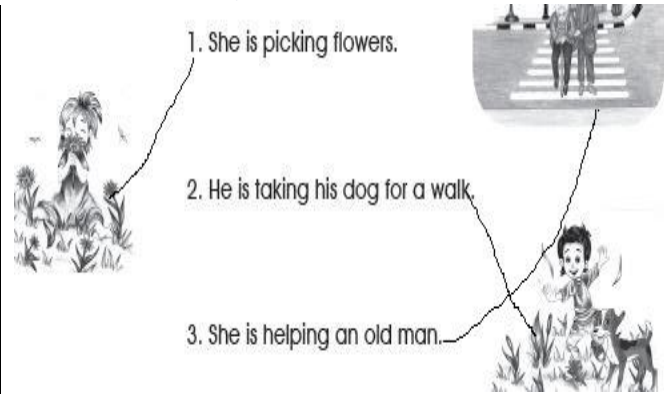 1. She is picking flowers.
2. He is taking his dog for a walk.
3. She is helping an old man.